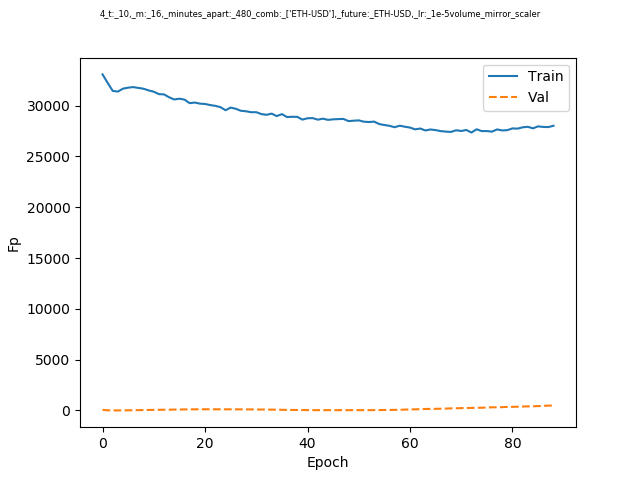 4_t:_10,_m:_16,_minutes_apart:_480_comb:_['ETH-USD'],_future:_ETH-USD,_lr:_1e-5volume_mirror_scaler
Train
Val
30000
25000
20000
15000
10000
5000
0
Fp
0 20 40 60 80
Epoch